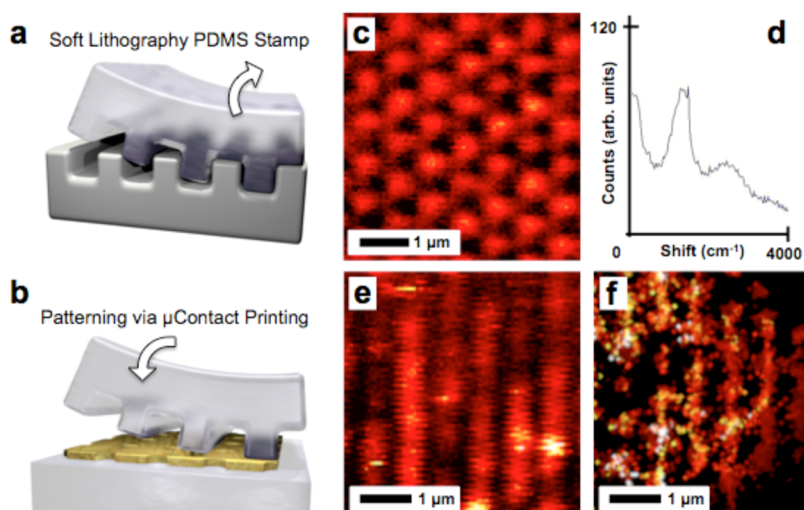 a
Soft Lithography PDMS Stamp
b
Patterning via µContact Printing
c
1 µm
d
120
Counts (arb. units)
0
Shift (cm⁻¹)
4000
e
1 µm
f
1 µm